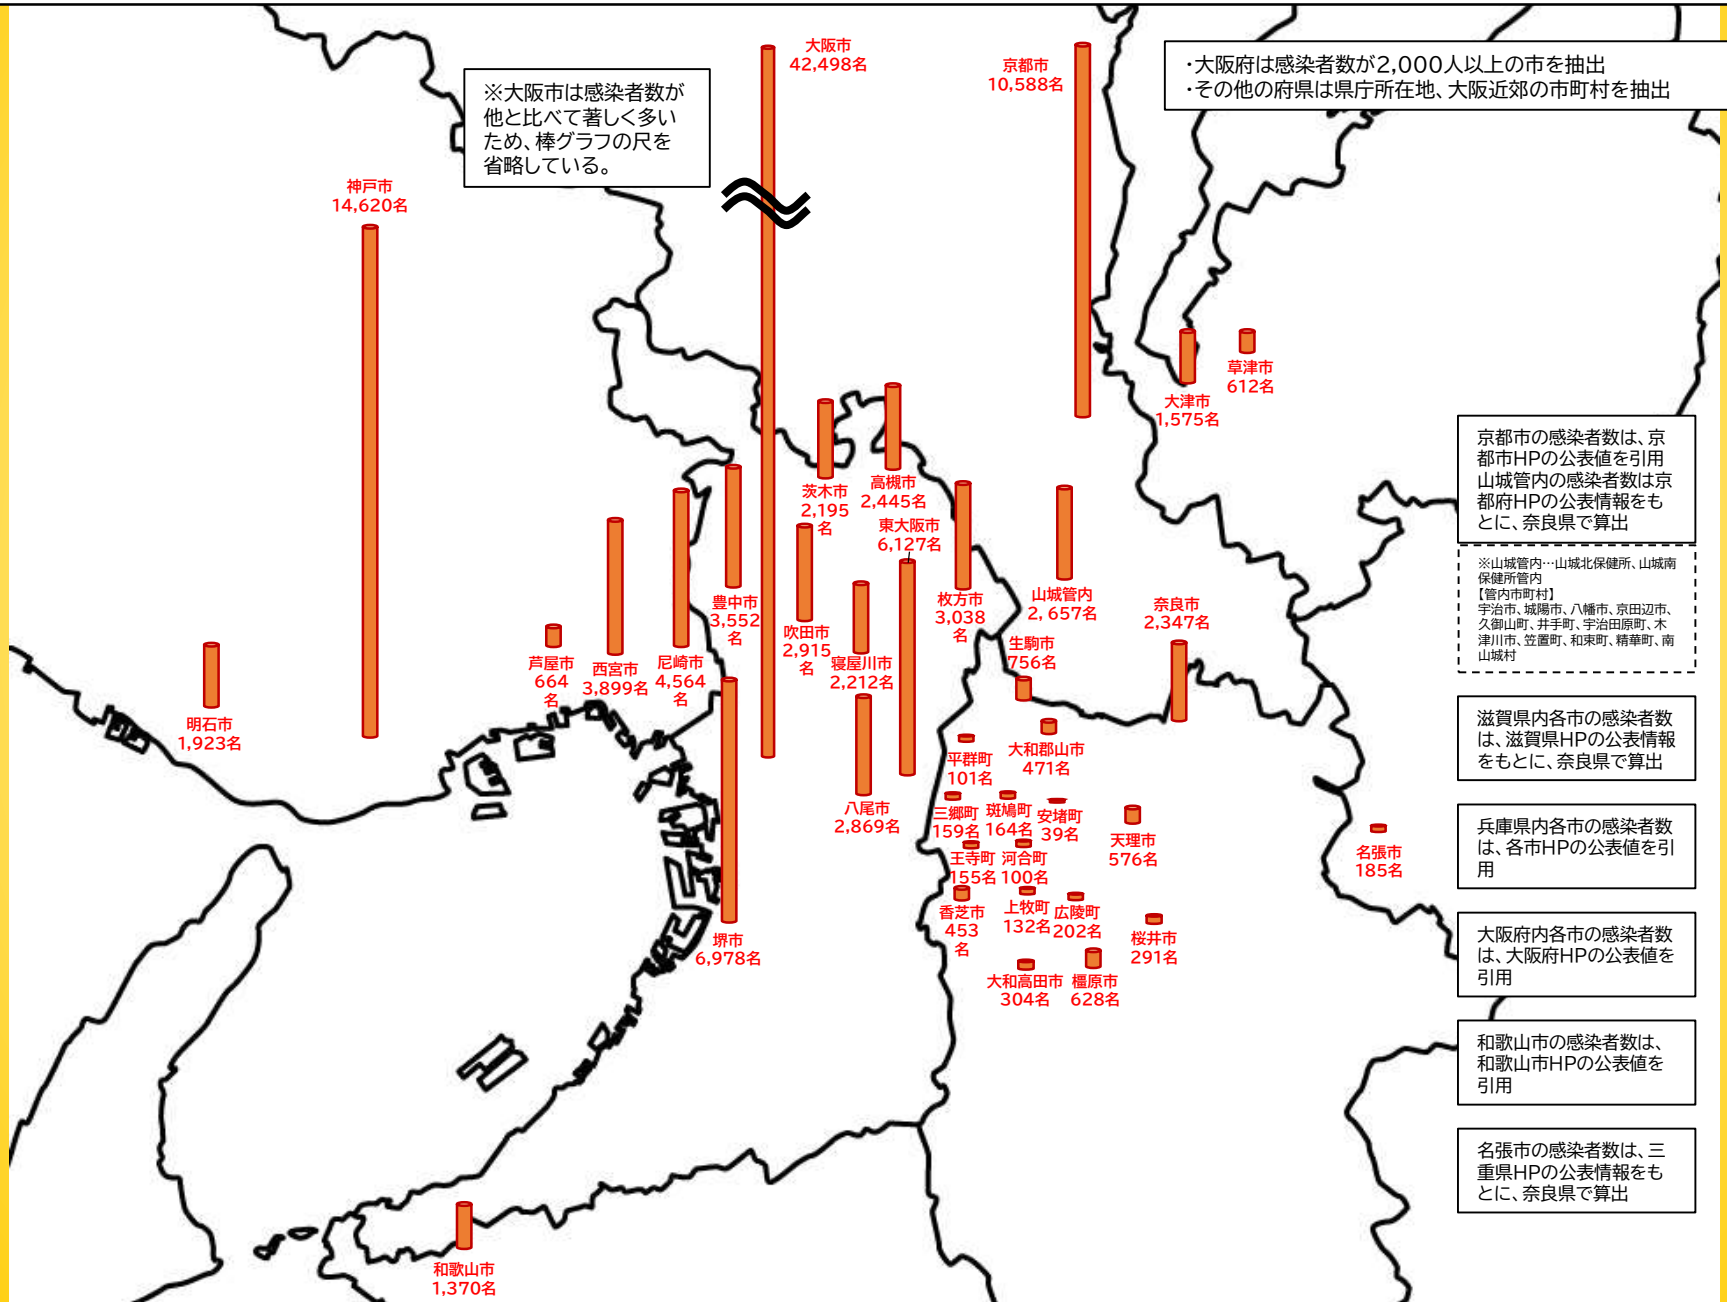 大阪市
42,498名
京都市
10,588名
・大阪府は感染者数が2,000人以上の市を抽出
・その他の府県は県庁所在地、大阪近郊の市町村を抽出
※大阪市は感染者数が
他と比べて著しく多い
ため、棒グラフの尺を
省略している。
神戸市
14,620名
草津市
612名
大津市
1,575名
茨木市
2,195
名
高槻市
2,445名
東大阪市
6,127名
京都市の感染者数は、京
都市HPの公表値を引用
山城管内の感染者数は京
都府HPの公表情報をも
とに、奈良県で算出
※山城管内…山城北保健所、山城南
保健所管内
【管内市町村】
宇治市、城陽市、八幡市、京田辺市、
久御山町、井手町、宇治田原町、木
津川市、笠置町、和束町、精華町、南
山城村
豊中市
3,552
名
吹田市
2,915
名
枚方市
3,038
名
山城管内
2，657名
奈良市
2,347名
生駒市
756名
芦屋市
664
名
西宮市
3,899名
尼崎市
4,564
名
寝屋川市
2,212名
明石市
1,923名
滋賀県内各市の感染者数
は、滋賀県HPの公表情報
をもとに、奈良県で算出
平群町
101名
大和郡山市
471名
八尾市
2,869名
三郷町
159名
斑鳩町
164名
安堵町
39名
天理市
576名
兵庫県内各市の感染者数
は、各市HPの公表値を引
用
名張市
185名
王寺町
155名
河合町
100名
香芝市
453
名
上牧町
132名
広陵町
202名
桜井市
291名
堺市
6,978名
大阪府内各市の感染者数
は、大阪府HPの公表値を
引用
大和高田市
304名
橿原市
628名
和歌山市の感染者数は、
和歌山市HPの公表値を
引用
名張市の感染者数は、三
重県HPの公表情報をも
とに、奈良県で算出
和歌山市
1,370名